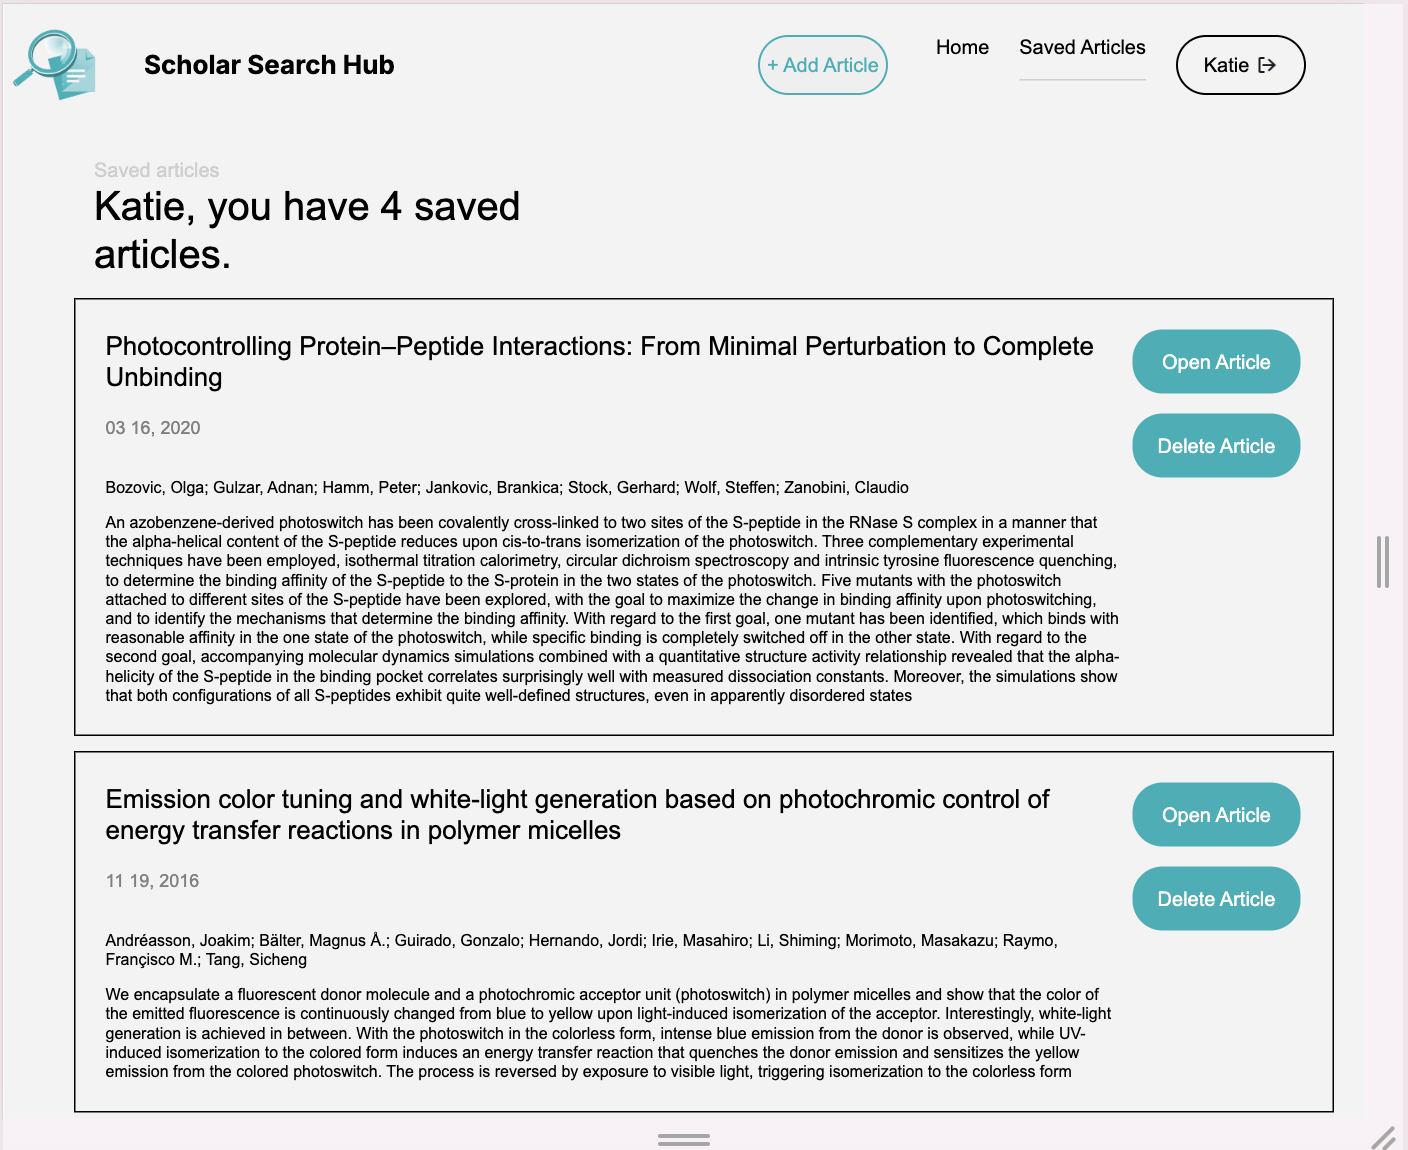 Scholar Search Hub
+ Add Article
Home
Saved Articles
Katie
Saved articles
Katie, you have 4 saved
articles.
Photocontrolling Protein–Peptide Interactions: From Minimal Perturbation to Complete
Unbinding
Open Article
Delete Article
03 16, 2020
Bozovic, Olga; Gulzar, Adnan; Hamm, Peter; Jankovic, Brankica; Stock, Gerhard; Wolf, Steffen; Zanobini, Claudio
An azobenzene-derived photoswitch has been covalently cross-linked to two sites of the S-peptide in the RNase S complex in a manner that
the alpha-helical content of the S-peptide reduces upon cis-to-trans isomerization of the photoswitch. Three complementary experimental
techniques have been employed, isothermal titration calorimetry, circular dichroism spectroscopy and intrinsic tyrosine fluorescence quenching,
to determine the binding affinity of the S-peptide to the S-protein in the two states of the photoswitch. Five mutants with the photoswitch
attached to different sites of the S-peptide have been explored, with the goal to maximize the change in binding affinity upon photoswitching,
and to identify the mechanisms that determine the binding affinity. With regard to the first goal, one mutant has been identified, which binds with
reasonable affinity in the one state of the photoswitch, while specific binding is completely switched off in the other state. With regard to the
second goal, accompanying molecular dynamics simulations combined with a quantitative structure activity relationship revealed that the alpha-
helicity of the S-peptide in the binding pocket correlates surprisingly well with measured dissociation constants. Moreover, the simulations show
that both configurations of all S-peptides exhibit quite well-defined structures, even in apparently disordered states
Emission color tuning and white-light generation based on photochromic control of
energy transfer reactions in polymer micelles
Open Article
Delete Article
11 19, 2016
Andréasson, Joakim; Bälter, Magnus Å.; Guirado, Gonzalo; Hernando, Jordi; Irie, Masahiro; Li, Shiming; Morimoto, Masakazu; Raymo,
Françisco M.; Tang, Sicheng
We encapsulate a fluorescent donor molecule and a photochromic acceptor unit (photoswitch) in polymer micelles and show that the color of
the emitted fluorescence is continuously changed from blue to yellow upon light-induced isomerization of the acceptor. Interestingly, white-light
generation is achieved in between. With the photoswitch in the colorless form, intense blue emission from the donor is observed, while UV-
induced isomerization to the colored form induces an energy transfer reaction that quenches the donor emission and sensitizes the yellow
emission from the colored photoswitch. The process is reversed by exposure to visible light, triggering isomerization to the colorless form